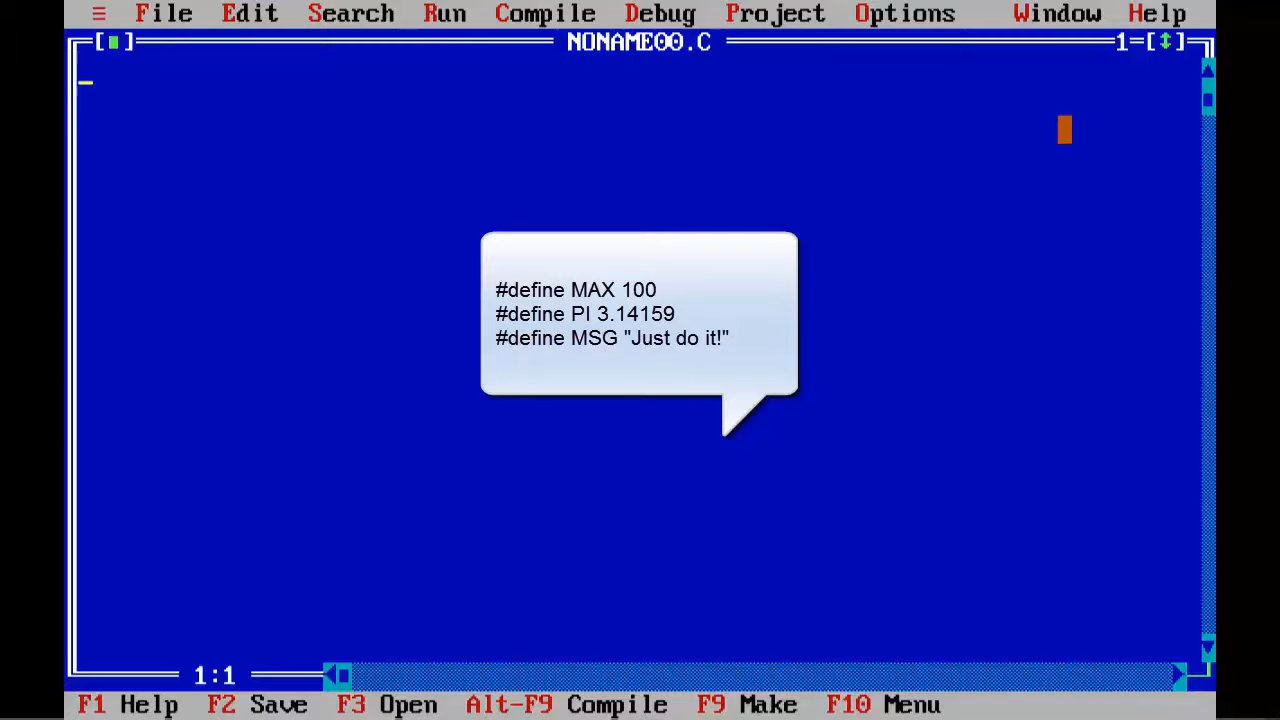 ≡ File Edit Search Run Compile Debug Project Options Window Help
[■] NONAME00.C 1=[↕]
#define MAX 100
#define PI 3.14159
#define MSG "Just do it!"
1:1
F1 Help F2 Save F3 Open Alt-F9 Compile F9 Make F10 Menu